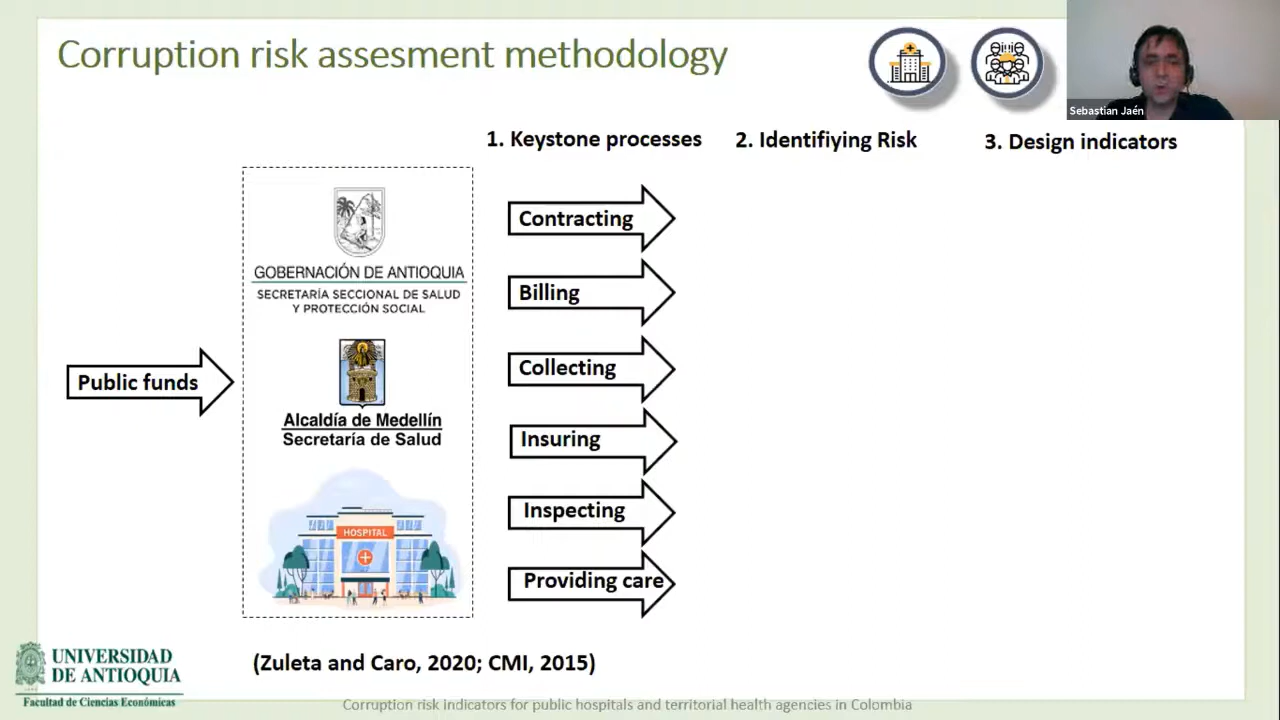 Corruption risk assesment methodology
Sebastian Jaén
1. Keystone processes
2. Identifiying Risk
3. Design indicators
Public funds
GOBERNACIÓN DE ANTIOQUIA
SECRETARÍA SECCIONAL DE SALUD
Y PROTECCIÓN SOCIAL
Alcaldía de Medellín
Secretaría de Salud
HOSPITAL
Contracting
Billing
Collecting
Insuring
Inspecting
Providing care
(Zuleta and Caro, 2020; CMI, 2015)
UNIVERSIDAD
DE ANTIOQUIA
Facultad de Ciencias Económicas
Corruption risk indicators for public hospitals and territorial health agencies in Colombia